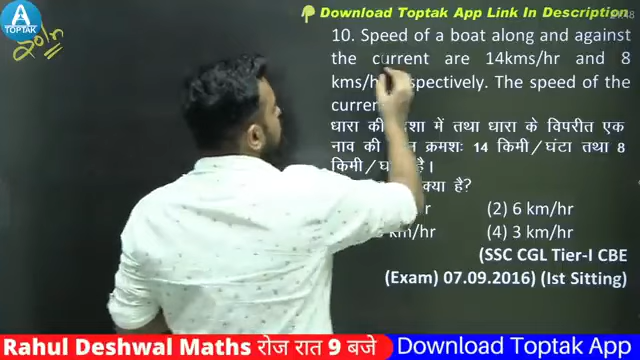 Download Toptak App Link In Description
A
TOPTAK
10. Speed of a boat along and against
the current are 14kms/hr and 8
kms/h respectively. The speed of the
curren
धारा की शा में तथा धारा के विपरीत एक
नाव की क्रमशः 14 किमी/घंटा तथा 8
किमी/घ है।
क्या है?
r (2) 6 km/hr
km/hr (4) 3 km/hr
(SSC CGL Tier-I CBE
(Exam) 07.09.2016) (Ist Sitting)
Rahul Deshwal Maths रोज रात 9 बजे
Download Toptak App